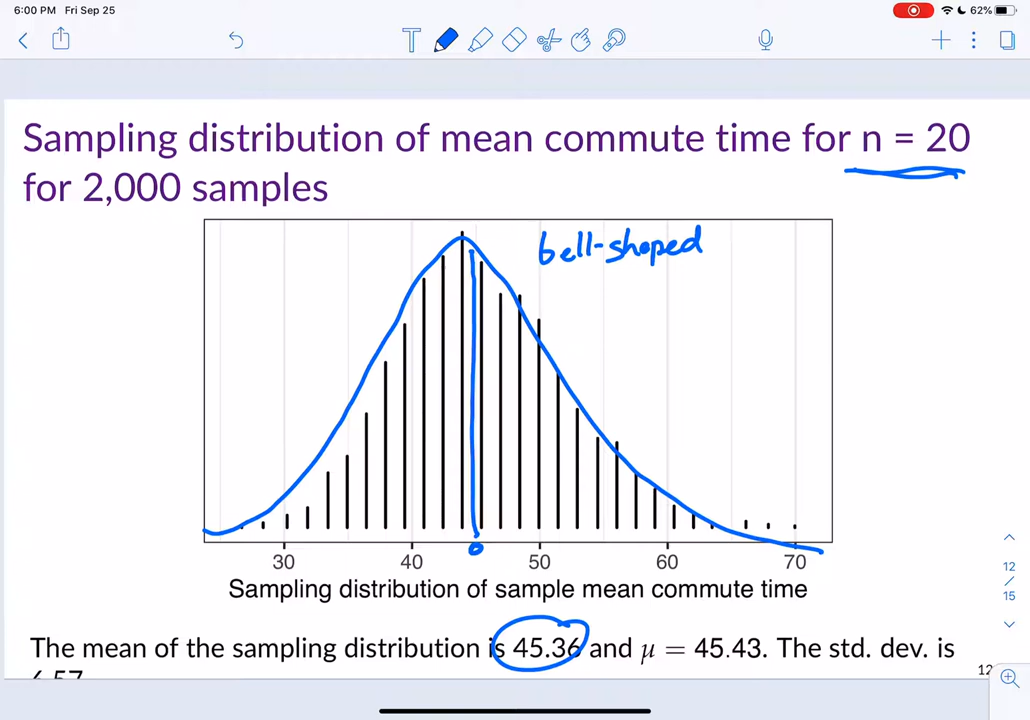 6:00 PM Fri Sep 25
62%
T
Sampling distribution of mean commute time for n = 20
for 2,000 samples
bell-shaped
30 40 50 60 70
Sampling distribution of sample mean commute time
The mean of the sampling distribution is 45.36 and μ = 45.43. The std. dev. is
6.57
12
12
/
15